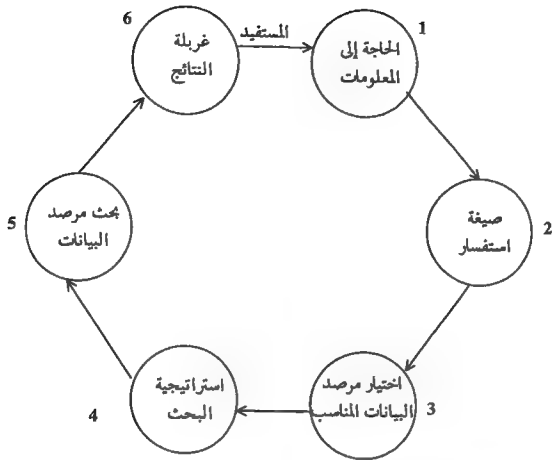 1
الحاجة إلى
المعلومات
2
صيغة
استفسار
3
اختيار مرصد
البيانات المناسب
4
استراتيجية
البحث
5
بحث مرصد
البيانات
6
غربلة
النتائج
المستفيد